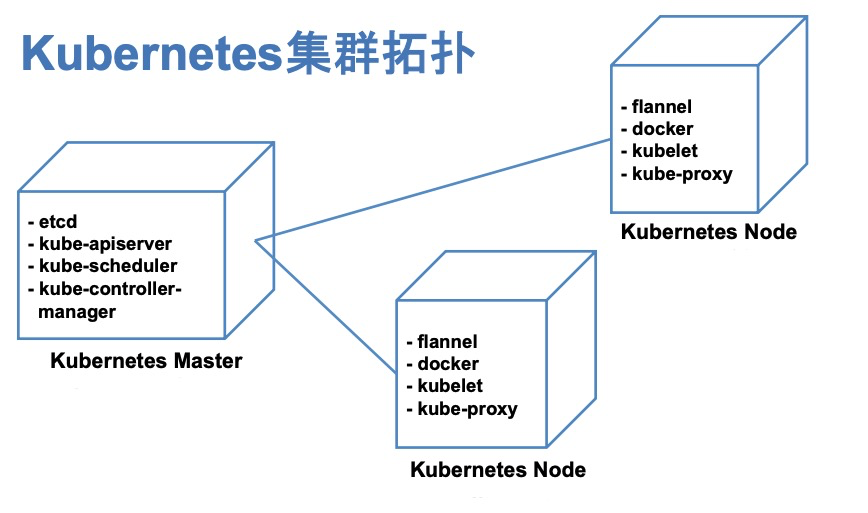 Kubernetes集群拓扑
- etcd
- kube-apiserver
- kube-scheduler
- kube-controller-
manager
Kubernetes Master
- flannel
- docker
- kubelet
- kube-proxy
Kubernetes Node
- flannel
- docker
- kubelet
- kube-proxy
Kubernetes Node